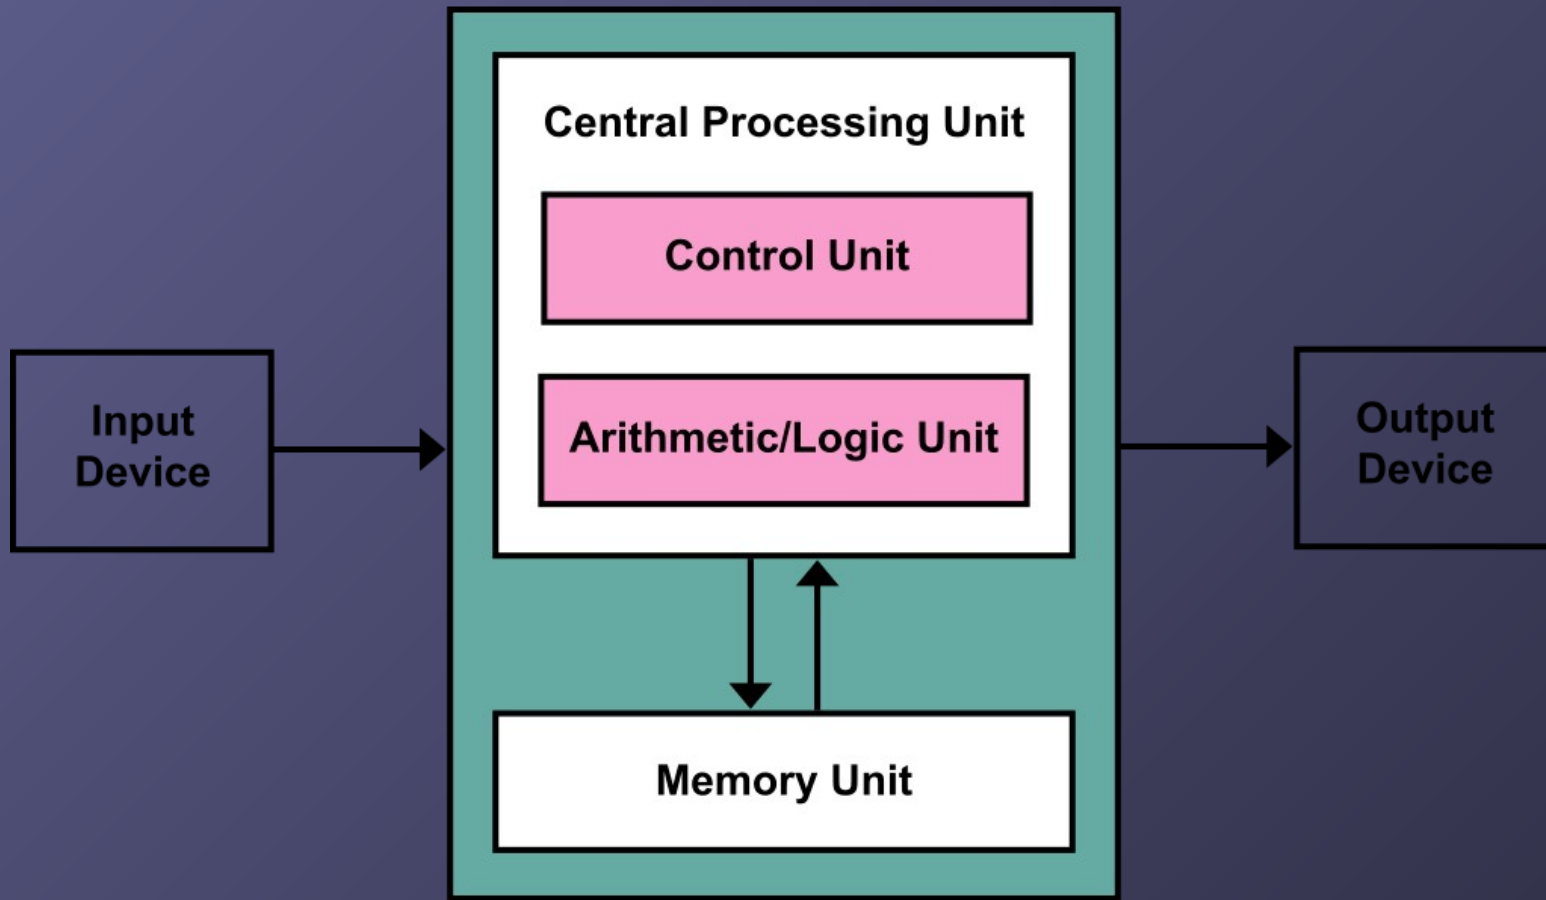 Central Processing Unit
Control Unit
Arithmetic/Logic Unit
Input
Device
Output
Device
Memory Unit